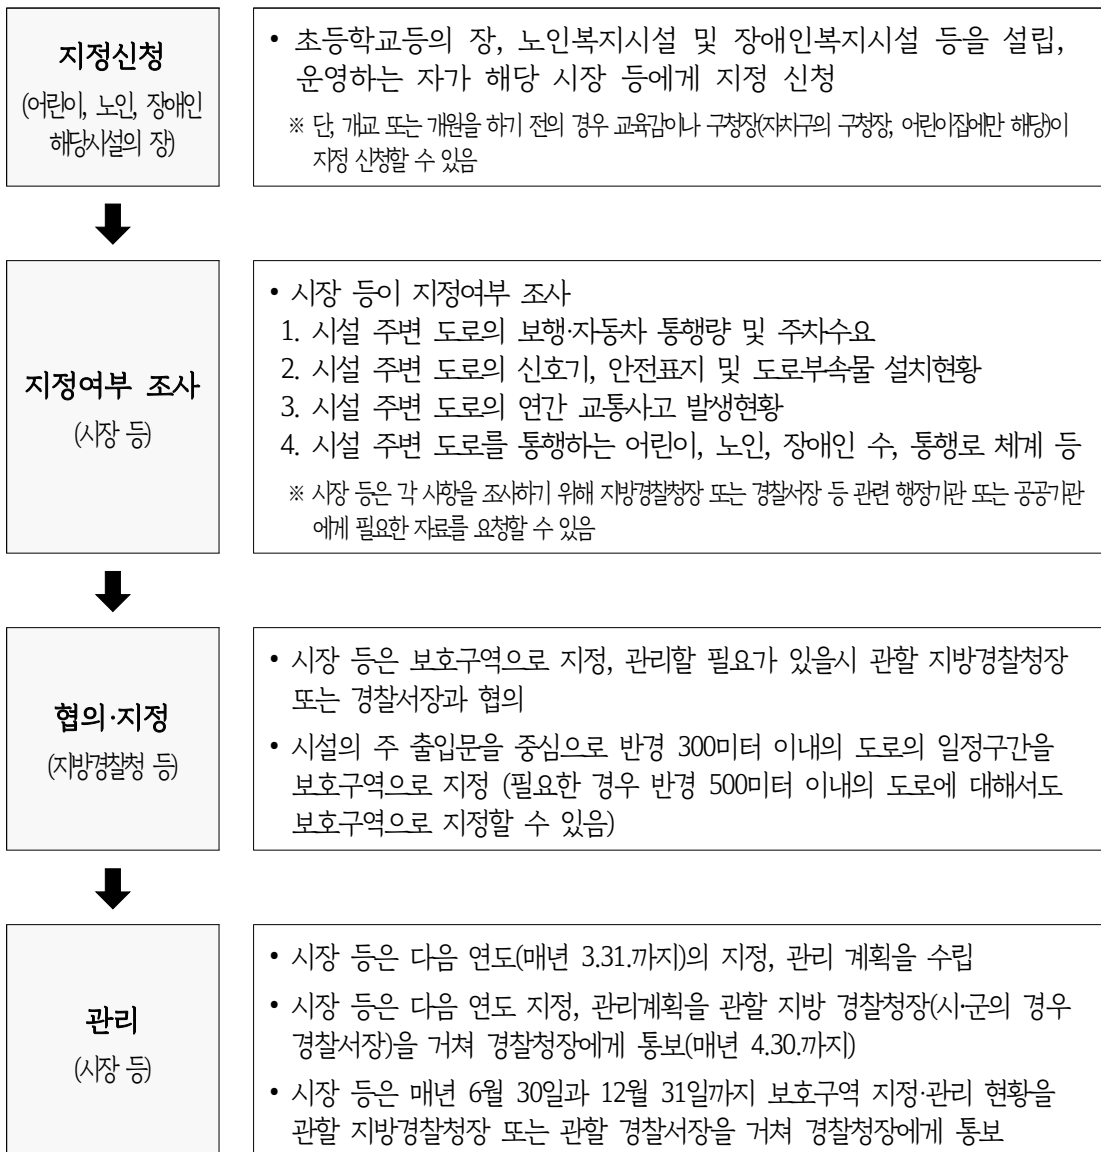 지정신청
(어린이, 노인, 장애인
해당시설의 장)
• 초등학교등의 장, 노인복지시설 및 장애인복지시설 등을 설립,
운영하는 자가 해당 시장 등에게 지정 신청
※ 단, 개교 또는 개원을 하기 전의 경우 교육감이나 구청장(자치구의 구청장, 어린이집에만 해당)이
지정 신청할 수 있음
지정여부 조사
(시장 등)
• 시장 등이 지정여부 조사
1. 시설 주변 도로의 보행·자동차 통행량 및 주차수요
2. 시설 주변 도로의 신호기, 안전표지 및 도로부속물 설치현황
3. 시설 주변 도로의 연간 교통사고 발생현황
4. 시설 주변 도로를 통행하는 어린이, 노인, 장애인 수, 통행로 체계 등
※ 시장 등은 각 사항을 조사하기 위해 지방경찰청장 또는 경찰서장 등 관련 행정기관 또는 공공기관
에게 필요한 자료를 요청할 수 있음
협의·지정
(지방경찰청 등)
• 시장 등은 보호구역으로 지정, 관리할 필요가 있을시 관할 지방경찰청장
또는 경찰서장과 협의
• 시설의 주 출입문을 중심으로 반경 300미터 이내의 도로의 일정구간을
보호구역으로 지정 (필요한 경우 반경 500미터 이내의 도로에 대해서도
보호구역으로 지정할 수 있음)
관리
(시장 등)
• 시장 등은 다음 연도(매년 3.31.까지)의 지정, 관리 계획을 수립
• 시장 등은 다음 연도 지정, 관리계획을 관할 지방 경찰청장(시·군의 경우
경찰서장)을 거쳐 경찰청장에게 통보(매년 4.30.까지)
• 시장 등은 매년 6월 30일과 12월 31일까지 보호구역 지정·관리 현황을
관할 지방경찰청장 또는 관할 경찰서장을 거쳐 경찰청장에게 통보